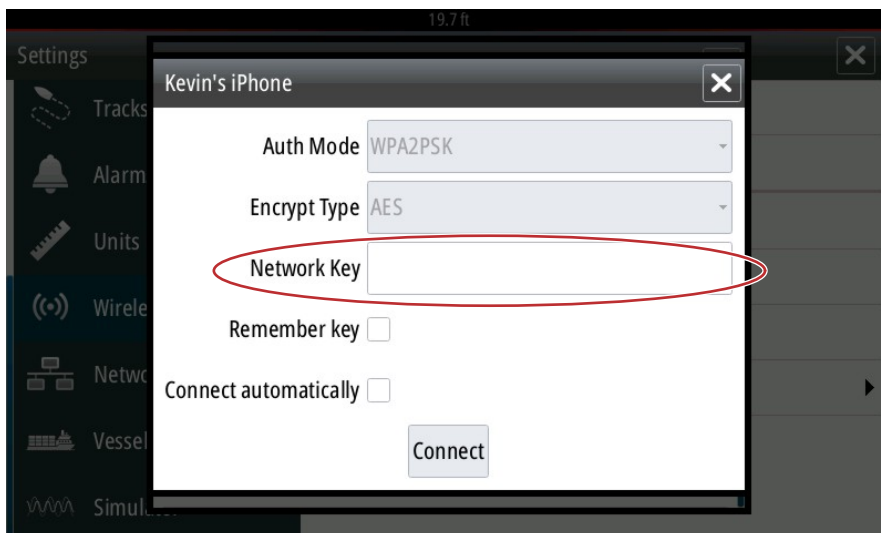 19.7 ft
Settings
Kevin's iPhone
Tracks
Auth Mode WPA2PSK
Alarm
Encrypt Type AES
Units
Network Key
Wirele
Remember key
Netwo
Connect automatically
Vessel
Connect